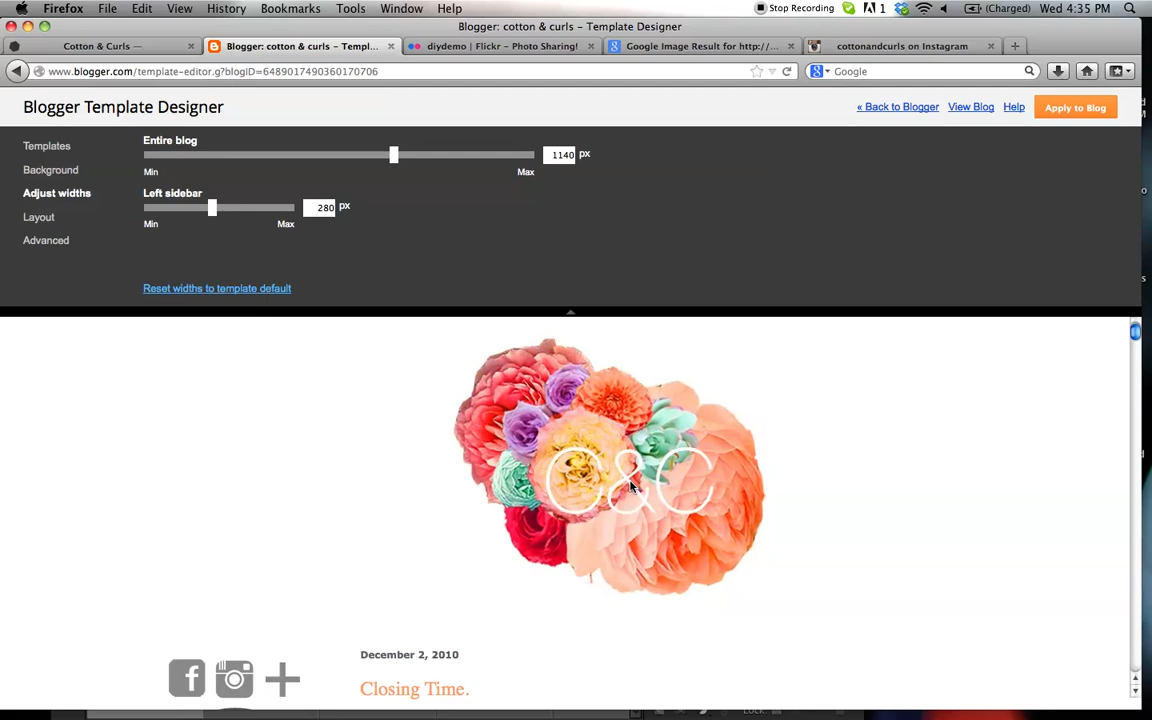 Firefox File Edit View History Bookmarks Tools Window Help Stop Recording 1 (Charged) Wed 4:35 PM
Blogger: cotton & curls – Template Designer
Cotton & Curls — Blogger: cotton & curls – Templ... diydemo | Flickr – Photo Sharing! Google Image Result for http://... cottonandcurls on Instagram
www.blogger.com/template-editor.g?blogID=6489017490360170706 Google
Blogger Template Designer « Back to Blogger View Blog Help Apply to Blog
Templates Entire blog
1140 px
Background Min Max
Adjust widths Left sidebar
280 px
Layout Min Max
Advanced
Reset widths to template default
C&C
December 2, 2010
f
Closing Time.